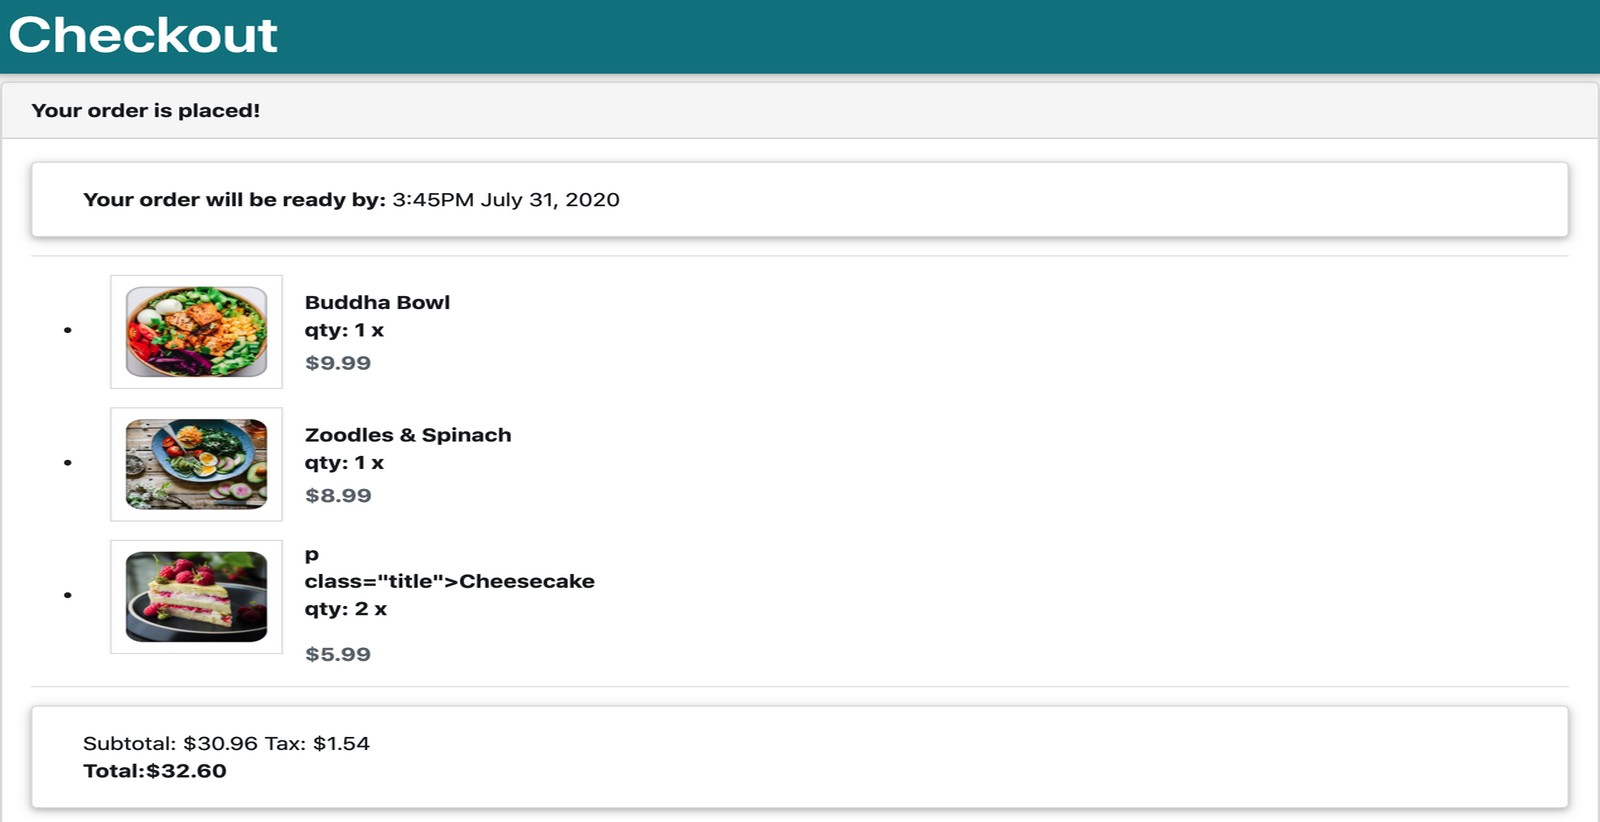 Checkout
Your order is placed!
Your order will be ready by: 3:45PM July 31, 2020
Buddha Bowl
qty: 1 x
$9.99
Zoodles & Spinach
qty: 1 x
$8.99
p
class="title">Cheesecake
qty: 2 x
$5.99
Subtotal: $30.96 Tax: $1.54
Total:$32.60